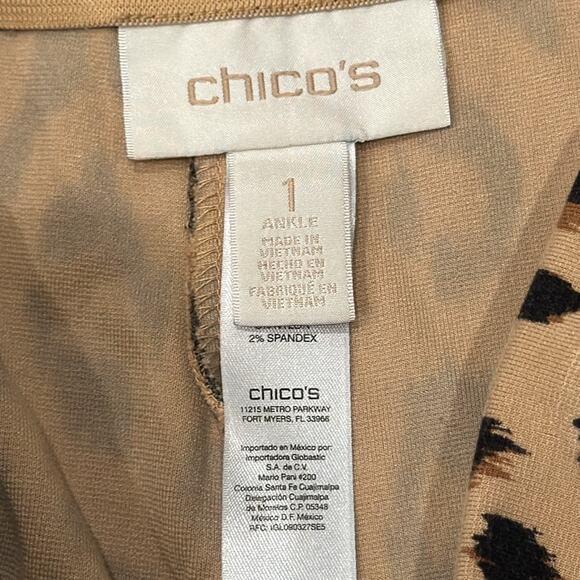 chico's
1
ANKLE
MADE IN
VIETNAM
HECHO EN
VIETNAM
FABRIQUÉ EN
VIETNAM
2% SPANDEX
chico's
11215 METRO PARKWAY
FORT MYERS, FL 33966
Importado en México por:
Importadora Globastic
S.A. de C.V.
Mario Pani #200
Colonia Santa Fe Cuajimalpa
Delegación Cuajimalpa
de Morelos C.P. 05348
México D.F. México
RFC: IGL090327SE5